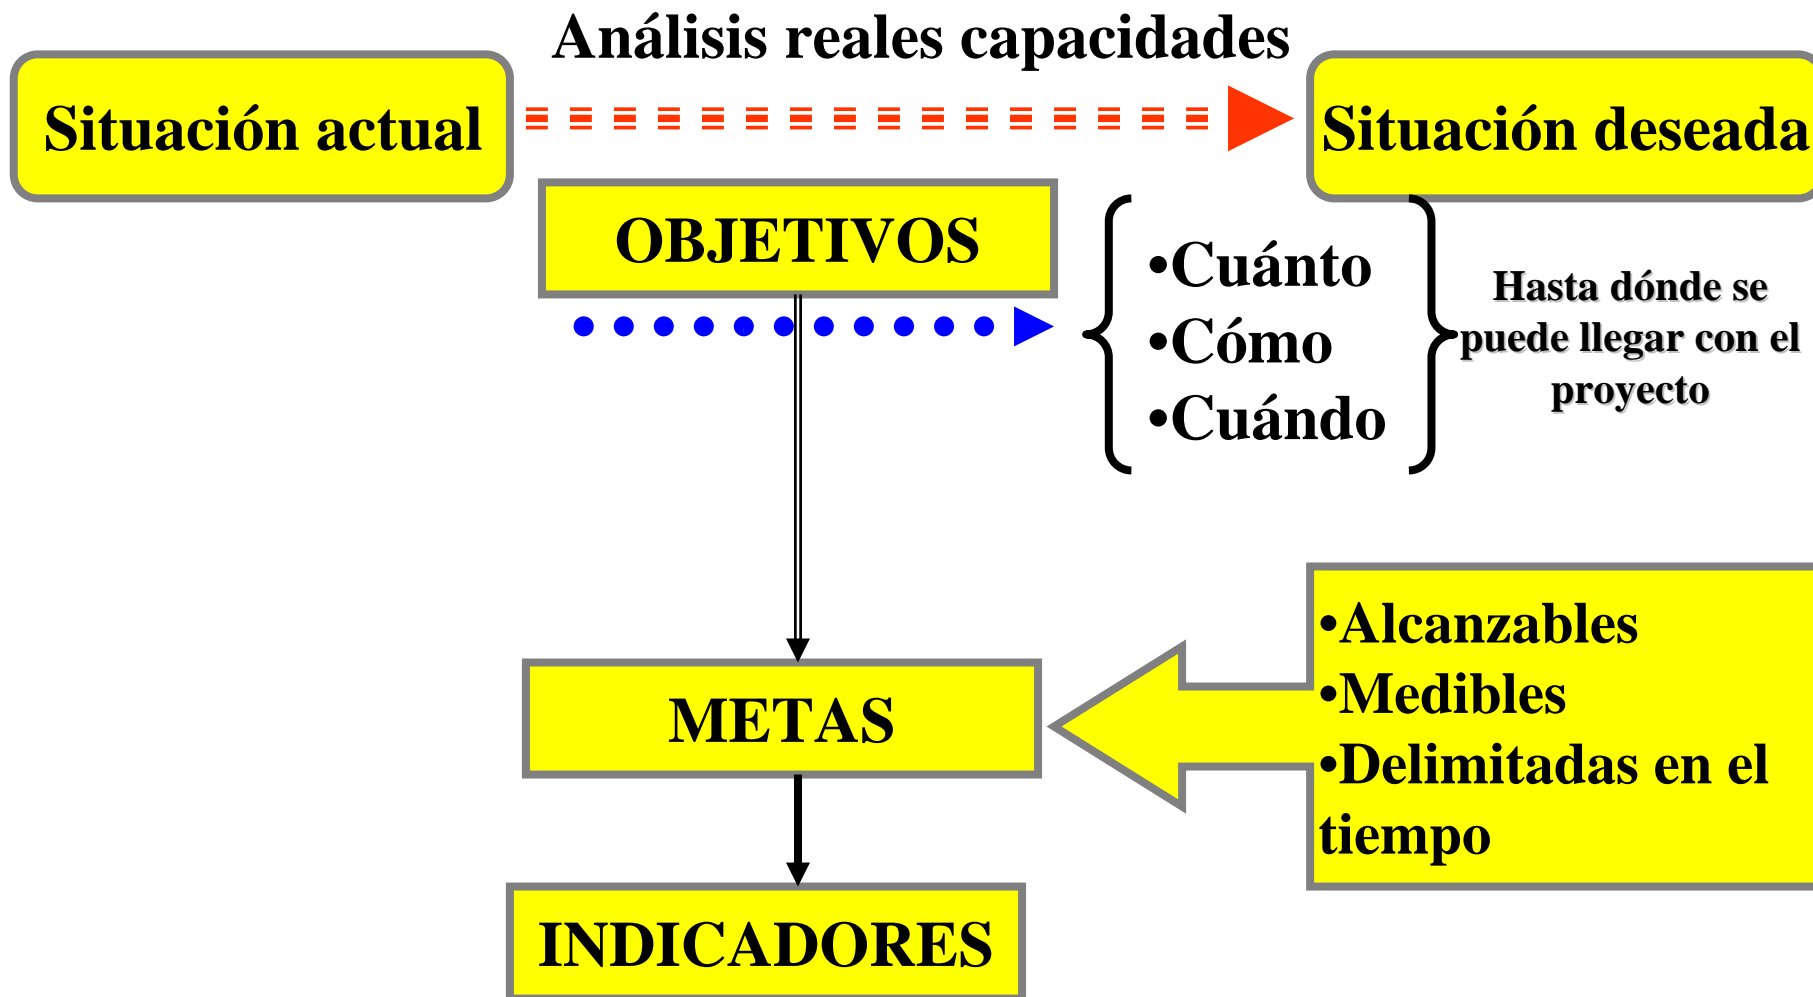 Análisis reales capacidades
Situación actual
Situación deseada
OBJETIVOS
•Cuánto
•Cómo
•Cuándo
Hasta dónde se
puede llegar con el
proyecto
METAS
•Alcanzables
•Medibles
•Delimitadas en el
tiempo
INDICADORES